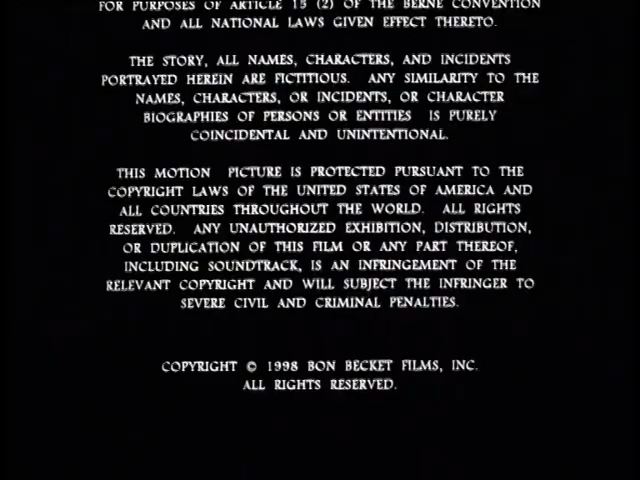 FOR PURPOSES OF ARTICLE 15 (2) OF THE BERNE CONVENTION
AND ALL NATIONAL LAWS GIVEN EFFECT THERETO.
THE STORY, ALL NAMES, CHARACTERS, AND INCIDENTS
PORTRAYED HEREIN ARE FICTITIOUS. ANY SIMILARITY TO THE
NAMES, CHARACTERS, OR INCIDENTS, OR CHARACTER
BIOGRAPHIES OF PERSONS OR ENTITIES IS PURELY
COINCIDENTAL AND UNINTENTIONAL.
THIS MOTION PICTURE IS PROTECTED PURSUANT TO THE
COPYRIGHT LAWS OF THE UNITED STATES OF AMERICA AND
ALL COUNTRIES THROUGHOUT THE WORLD. ALL RIGHTS
RESERVED. ANY UNAUTHORIZED EXHIBITION, DISTRIBUTION,
OR DUPLICATION OF THIS FILM OR ANY PART THEREOF,
INCLUDING SOUNDTRACK, IS AN INFRINGEMENT OF THE
RELEVANT COPYRIGHT AND WILL SUBJECT THE INFRINGER TO
SEVERE CIVIL AND CRIMINAL PENALTIES.
COPYRIGHT © 1998 BON BECKET FILMS, INC.
ALL RIGHTS RESERVED.